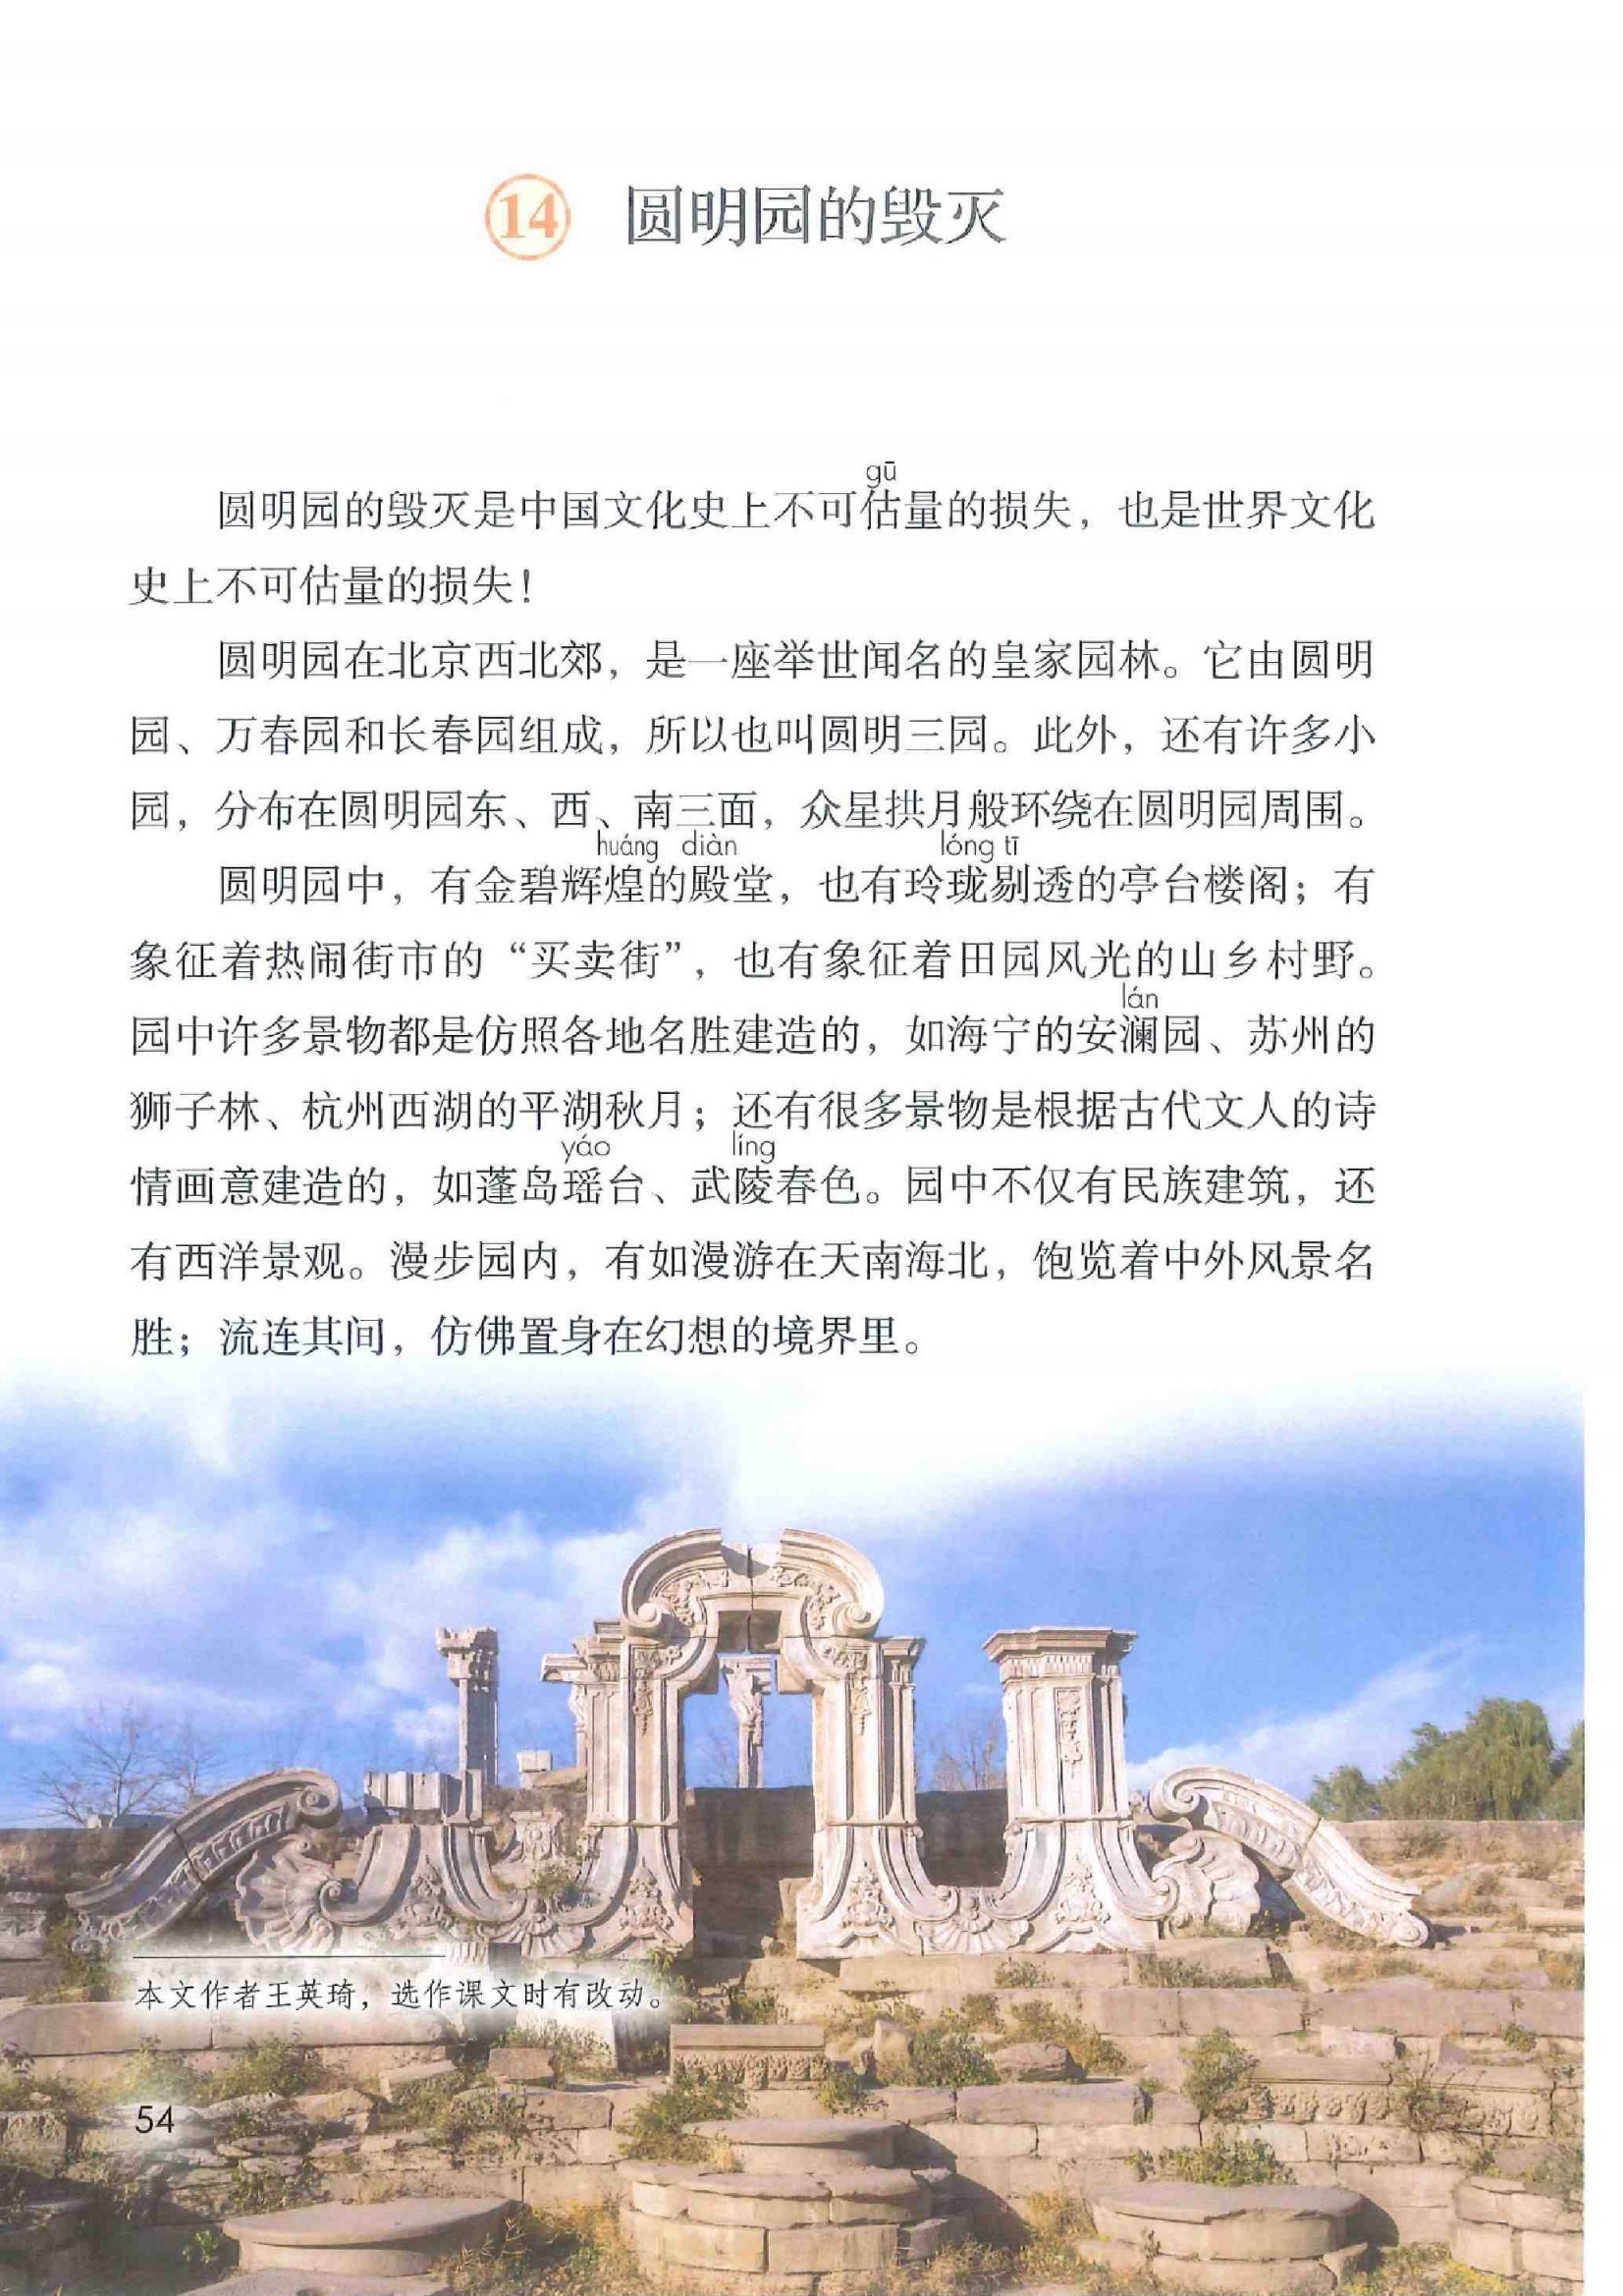 14 圆明园的毁灭
gū
圆明园的毁灭是中国文化史上不可估量的损失，也是世界文化
史上不可估量的损失！
圆明园在北京西北郊，是一座举世闻名的皇家园林。它由圆明
园、万春园和长春园组成，所以也叫圆明三园。此外，还有许多小
园，分布在圆明园东、西、南三面，众星拱月般环绕在圆明园周围。
huáng diàn lóng tī
圆明园中，有金碧辉煌的殿堂，也有玲珑剔透的亭台楼阁；有
象征着热闹街市的“买卖街”，也有象征着田园风光的山乡村野。
lán
园中许多景物都是仿照各地名胜建造的，如海宁的安澜园、苏州的
狮子林、杭州西湖的平湖秋月；还有很多景物是根据古代文人的诗
yáo líng
情画意建造的，如蓬岛瑶台、武陵春色。园中不仅有民族建筑，还
有西洋景观。漫步园内，有如漫游在天南海北，饱览着中外风景名
胜；流连其间，仿佛置身在幻想的境界里。
本文作者王英琦，选作课文时有改动。
54